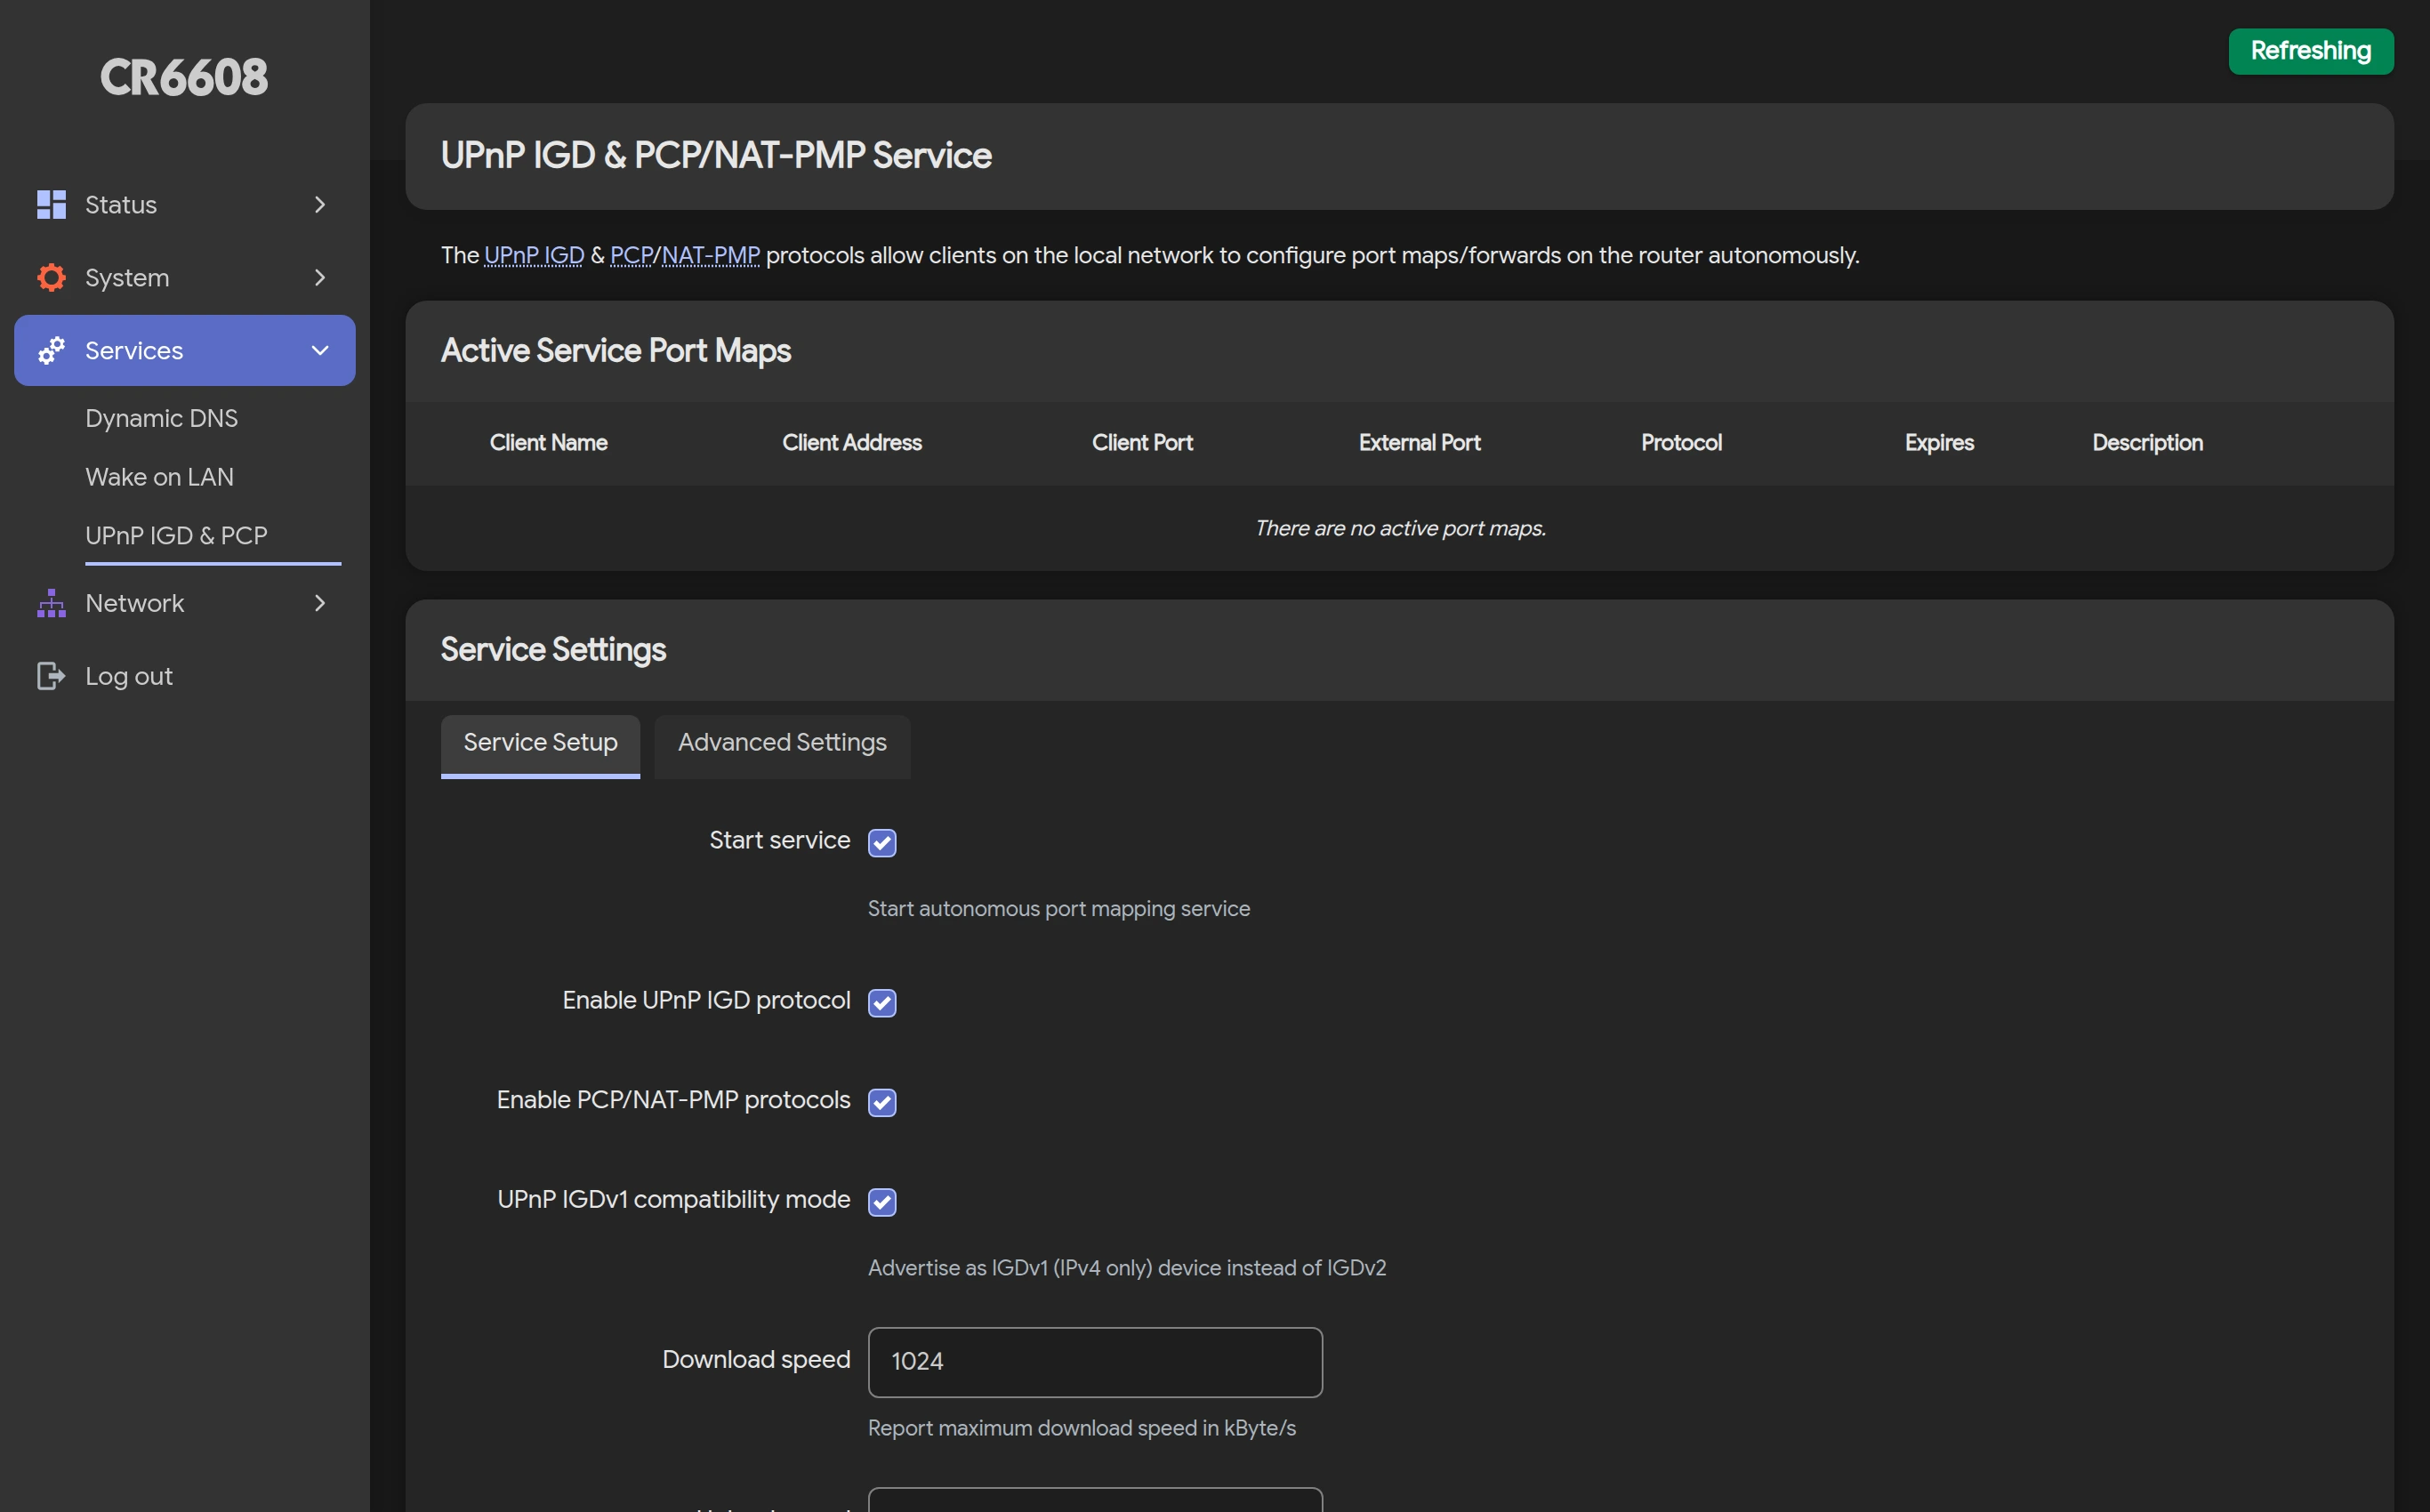 CR6608
Refreshing
Status
System
Services
Dynamic DNS
Wake on LAN
UPnP IGD & PCP
Network
Log out
UPnP IGD & PCP/NAT-PMP Service
The UPnP IGD & PCP/NAT-PMP protocols allow clients on the local network to configure port maps/forwards on the router autonomously.
Active Service Port Maps
Client Name Client Address Client Port External Port Protocol Expires Description
There are no active port maps.
Service Settings
Service Setup Advanced Settings
Start service
Start autonomous port mapping service
Enable UPnP IGD protocol
Enable PCP/NAT-PMP protocols
UPnP IGDv1 compatibility mode
Advertise as IGDv1 (IPv4 only) device instead of IGDv2
Download speed 1024
Report maximum download speed in kByte/s